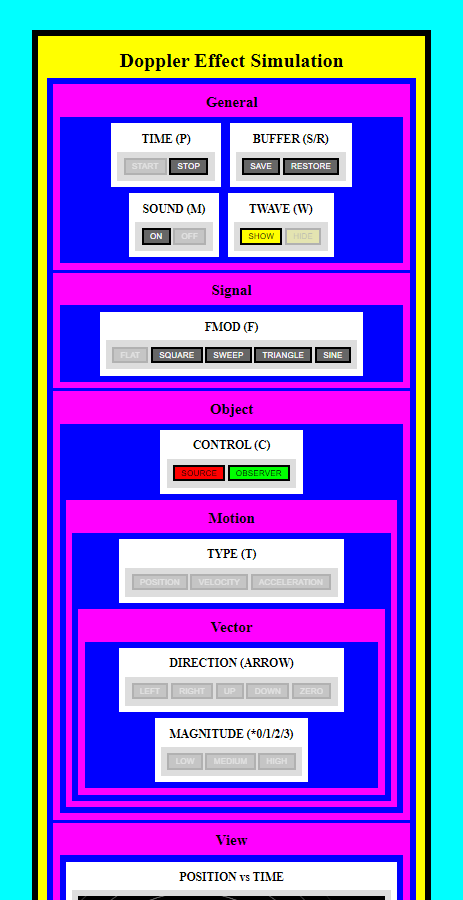 Doppler Effect Simulation
General
TIME (P) BUFFER (S/R)
START STOP SAVE RESTORE
SOUND (M) TWAVE (W)
ON OFF SHOW HIDE
Signal
FMOD (F)
FLAT SQUARE SWEEP TRIANGLE SINE
Object
CONTROL (C)
SOURCE OBSERVER
Motion
TYPE (T)
POSITION VELOCITY ACCELERATION
Vector
DIRECTION (ARROW)
LEFT RIGHT UP DOWN ZERO
MAGNITUDE (*0/1/2/3)
LOW MEDIUM HIGH
View
POSITION vs TIME